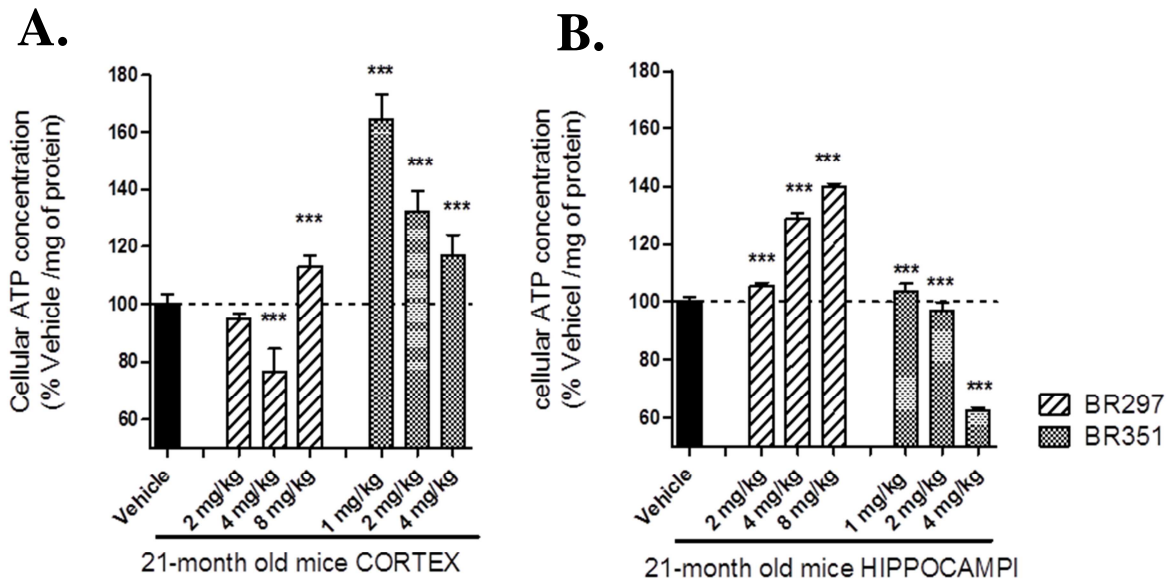 A.
Cellular ATP concentration
(% Vehicle /mg of protein)
180
160
140
120
100
80
60
***
***
***
***
***
Vehicle
2 mg/kg
4 mg/kg
8 mg/kg
1 mg/kg
2 mg/kg
4 mg/kg
21-month old mice CORTEX
B.
cellular ATP concentration
(% Vehicel /mg of protein)
180
160
140
120
100
80
60
***
***
***
***
***
***
Vehicle
2 mg/kg
4 mg/kg
8 mg/kg
1 mg/kg
2 mg/kg
4 mg/kg
21-month old mice HIPPOCAMPI
BR297
BR351